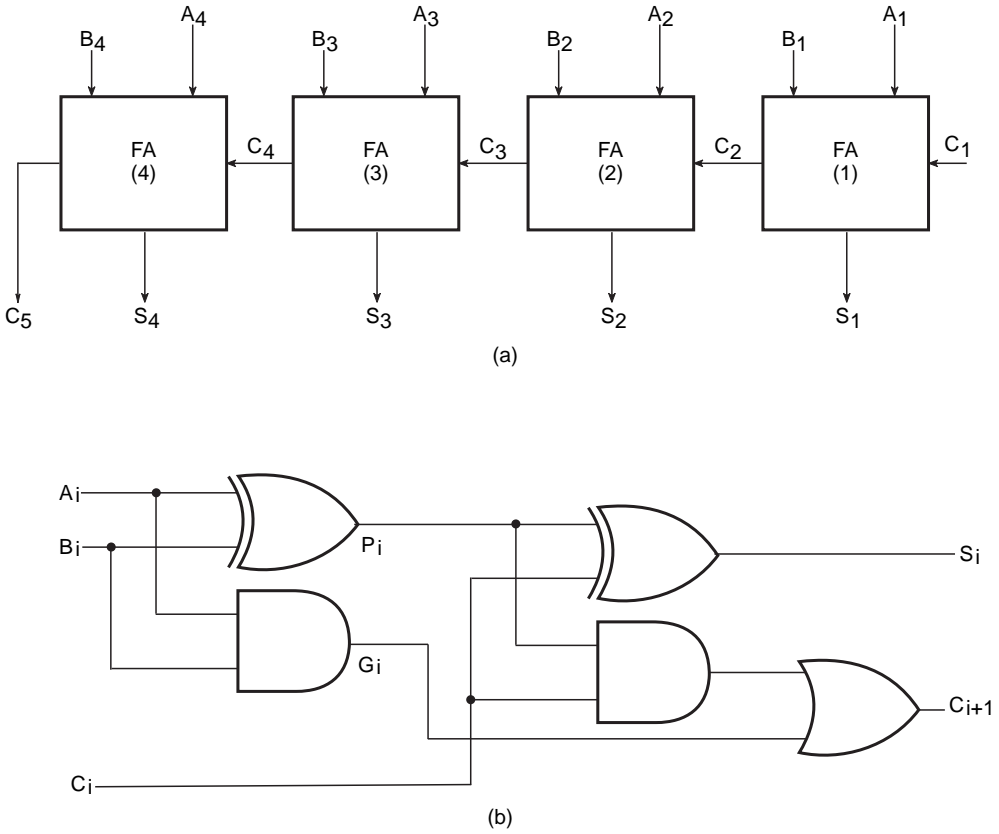 A4 A3 A2 A1
B4 B3 B2 B1
FA FA FA FA
C4 C3 C2 C1
(4) (3) (2) (1)
C5 S4 S3 S2 S1
(a)
Ai
Bi Pi Si
Gi
Ci+1
Ci
(b)